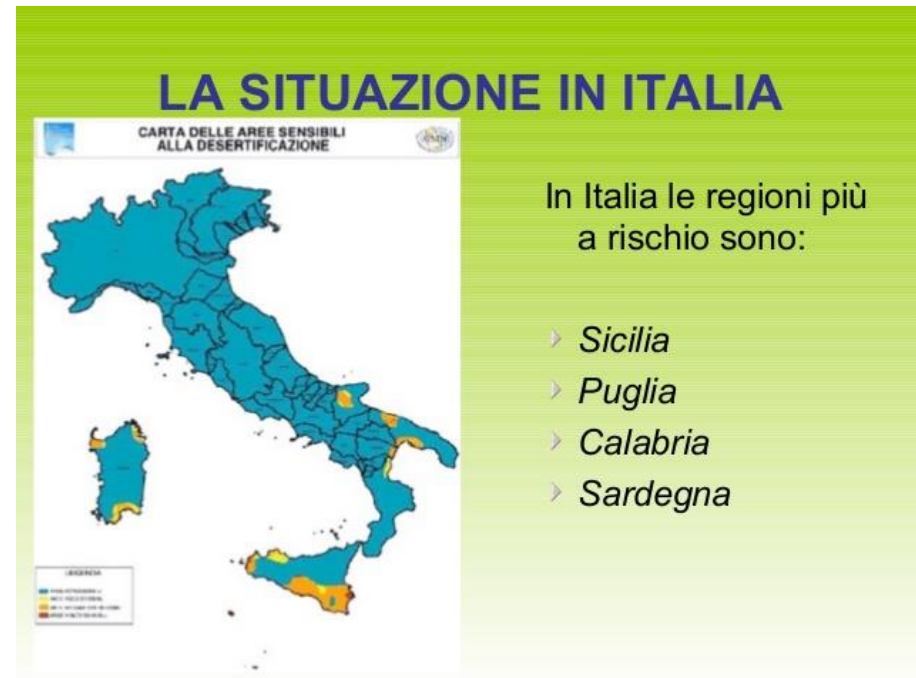 LA SITUAZIONE IN ITALIA
CARTA DELLE AREE SENSIBILI
ALLA DESERTIFICAZIONE
In Italia le regioni più
a rischio sono:
Sicilia
Puglia
Calabria
Sardegna
LEGENDA